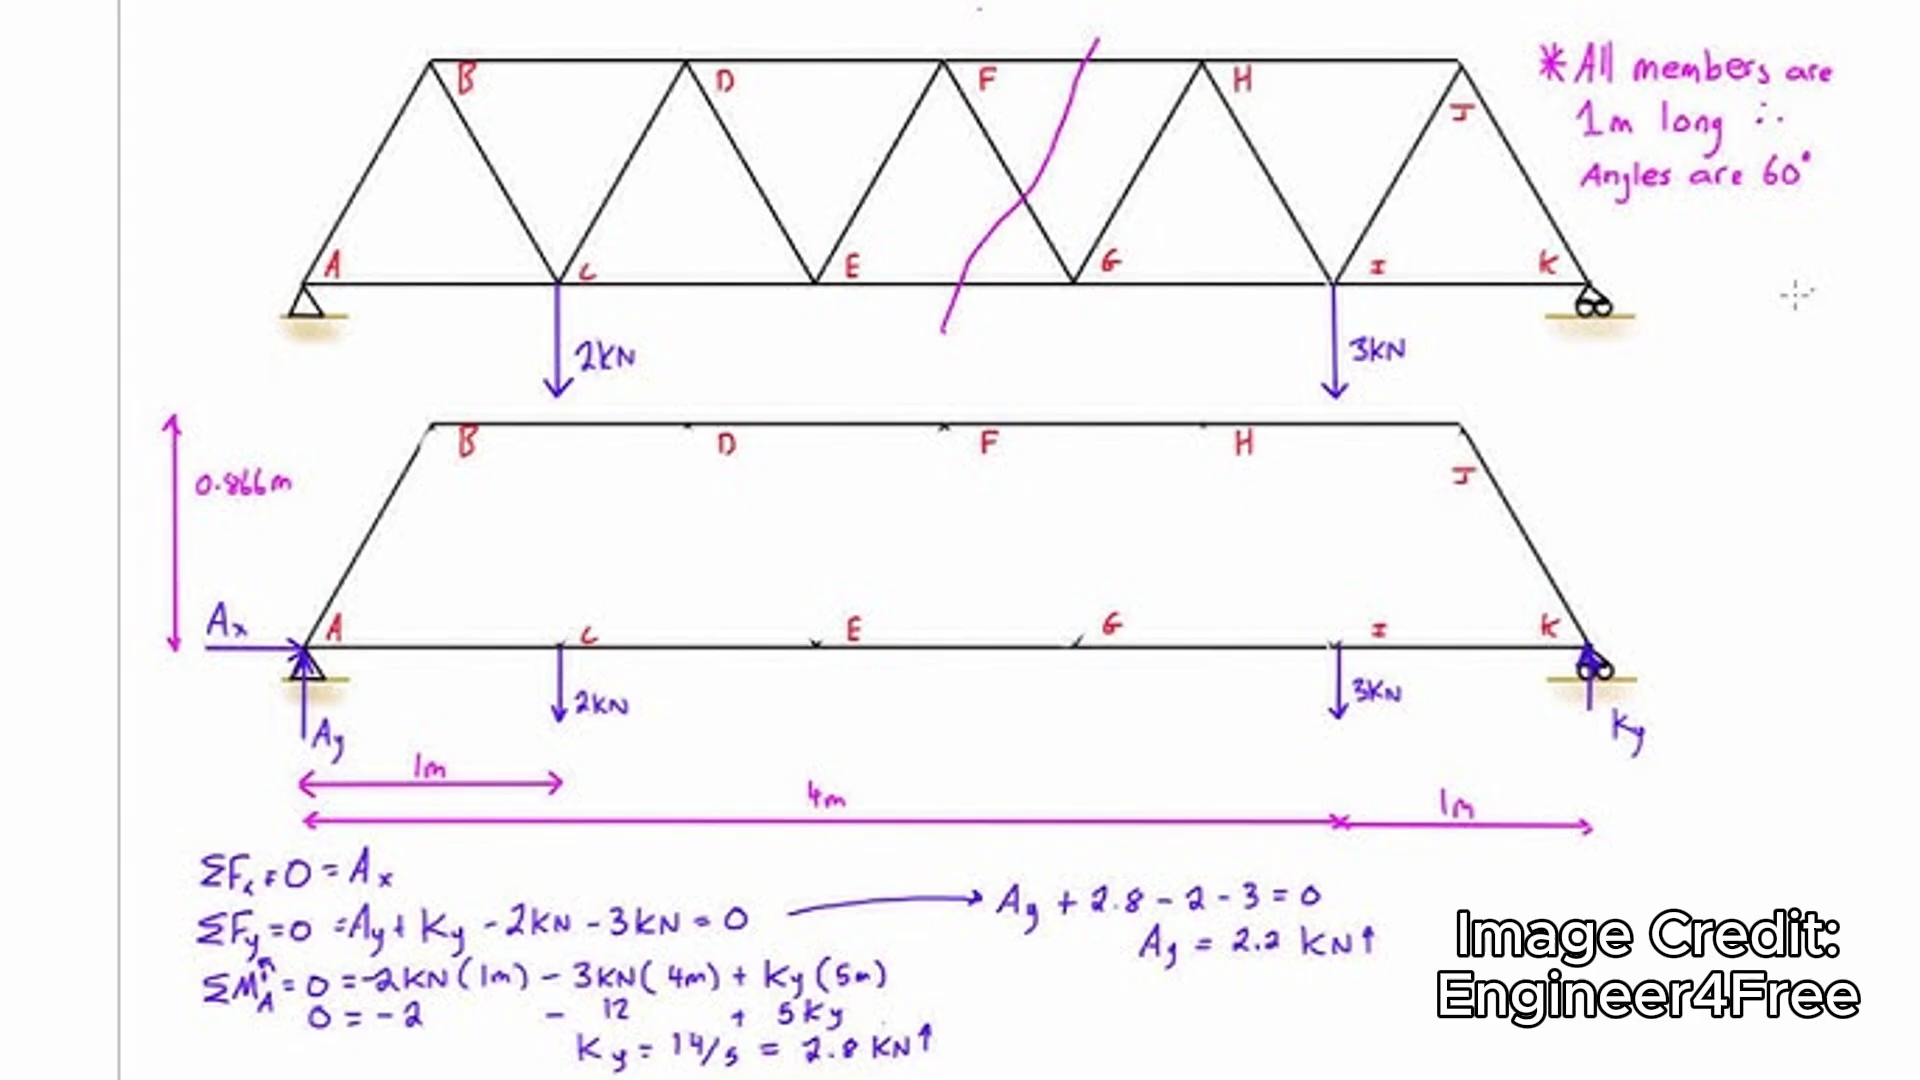 B D F H J
A C E G I K
*All members are
1m long ∴
Angles are 60°
2KN 3KN
0.866m
B D F H J
Ax A C E G I K
Ay 2KN 3KN Ky
1m
4m 1m
ΣFx=0=Ax
ΣFy=0=Ay+Ky-2KN-3KN=0 → Ay+2.8-2-3=0
Ay=2.2 KN↑
ΣMA=0=-2KN(1m)-3KN(4m)+Ky(5m)
0=-2 -12 +5Ky
Ky=14/5=2.8 KN↑
Image Credit:
Engineer4Free